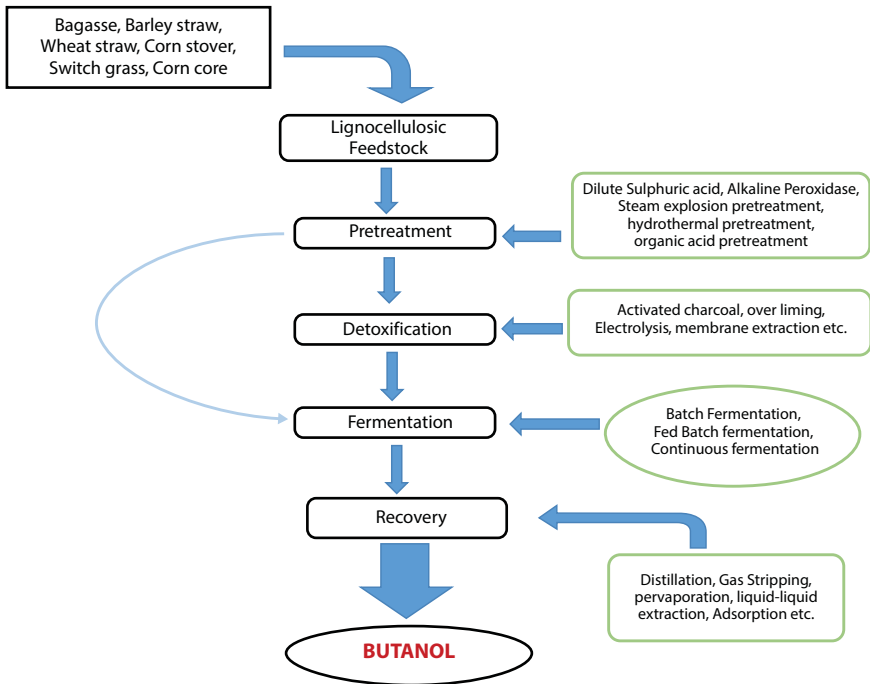 Bagasse, Barley straw,
Wheat straw, Corn stover,
Switch grass, Corn core
Lignocellulosic
Feedstock
Dilute Sulphuric acid, Alkaline Peroxidase,
Steam explosion pretreatment,
hydrothermal pretreatment,
organic acid pretreatment
Pretreatment
Activated charcoal, over liming,
Electrolysis, membrane extraction etc.
Detoxification
Batch Fermentation,
Fed Batch fermentation,
Continuous fermentation
Fermentation
Recovery
Distillation, Gas Stripping,
pervaporation, liquid-liquid
extraction, Adsorption etc.
BUTANOL